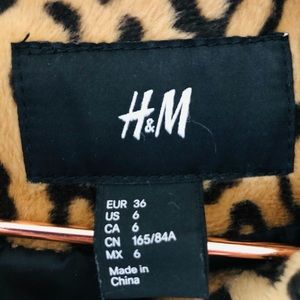 H&M
EUR 36
US 6
CA 6
CN 165/84A
MX 6
Made in
China